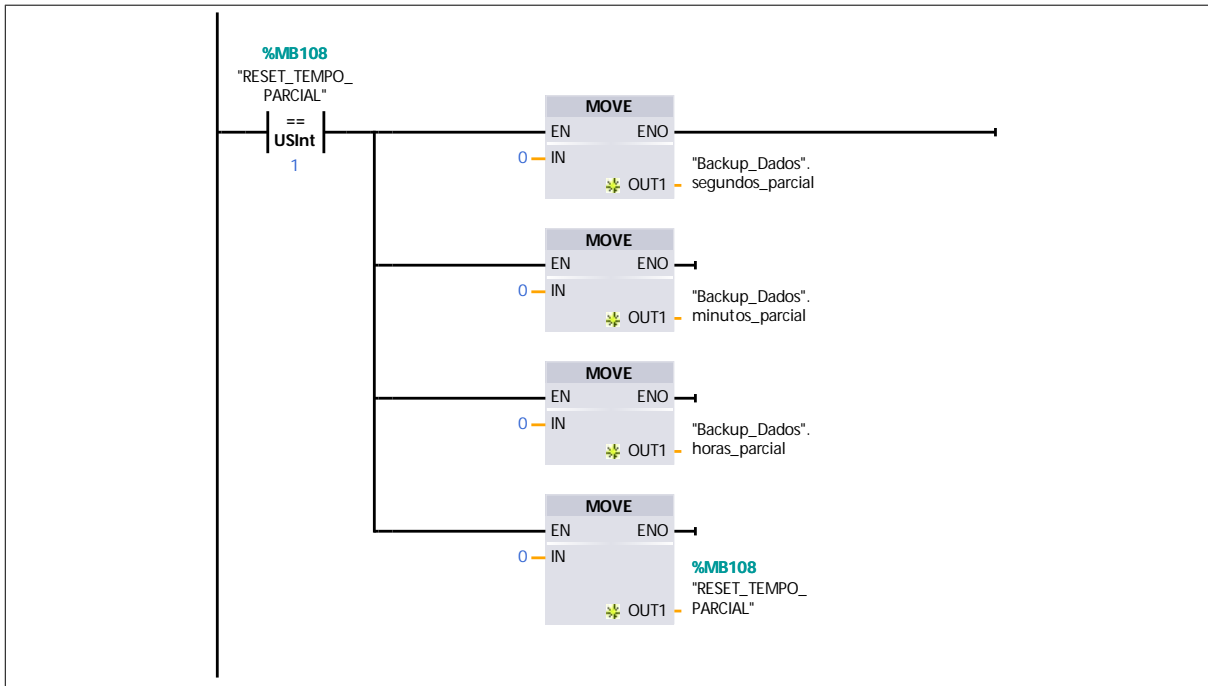 %MB108
"RESET_TEMPO_
PARCIAL"
==
USInt
1
MOVE
EN ENO
0 IN
OUT1
"Backup_Dados".
segundos_parcial
MOVE
EN ENO
0 IN
OUT1
"Backup_Dados".
minutos_parcial
MOVE
EN ENO
0 IN
OUT1
"Backup_Dados".
horas_parcial
MOVE
EN ENO
0 IN
OUT1
%MB108
"RESET_TEMPO_
PARCIAL"